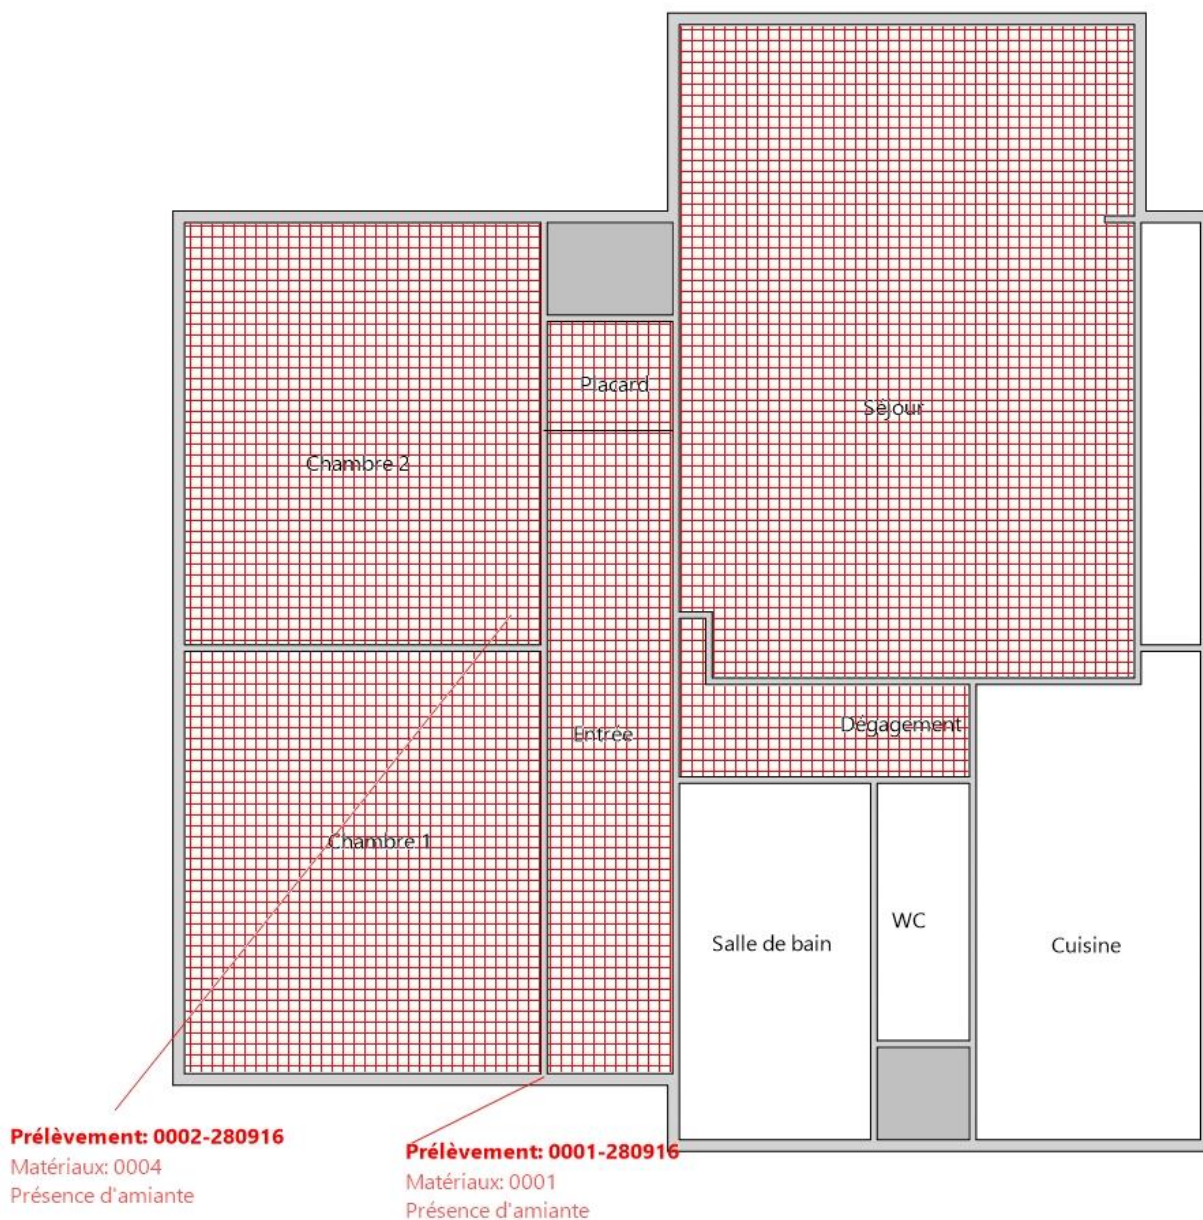 Placard
Séjour
Chambre 2
Dégagement
Entrée
Chambre 1
WC
Salle de bain
Cuisine
Prélèvement: 0002-280916
Matériaux: 0004
Présence d'amiante
Prélèvement: 0001-280916
Matériaux: 0001
Présence d'amiante